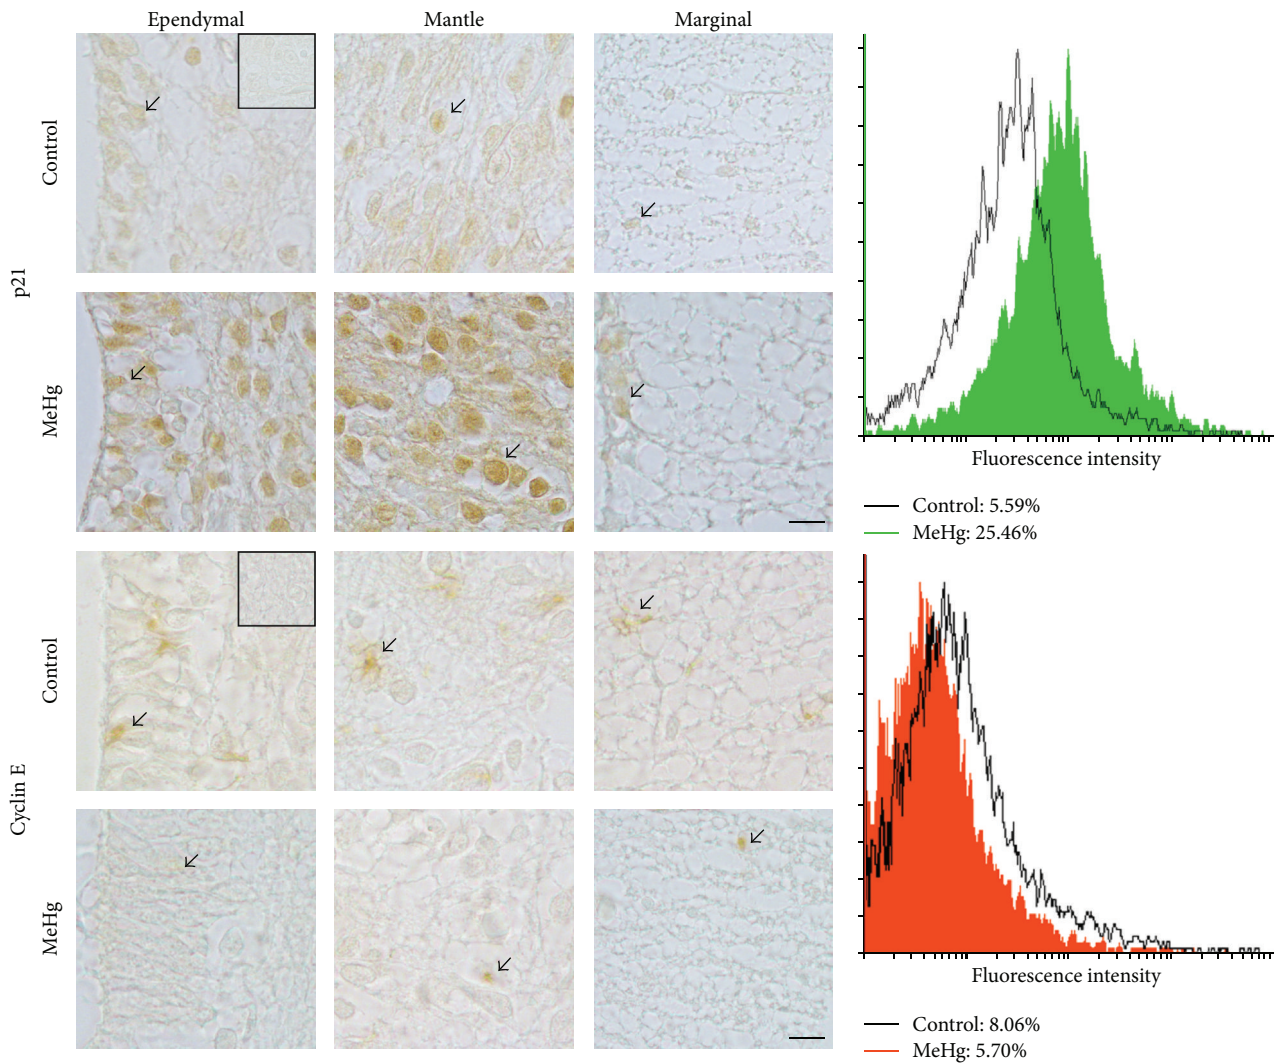 Ependymal
Mantle
Marginal
Control
p21
MeHg
Fluorescence intensity
Control: 5.59%
MeHg: 25.46%
Control
Cyclin E
MeHg
Fluorescence intensity
Control: 8.06%
MeHg: 5.70%